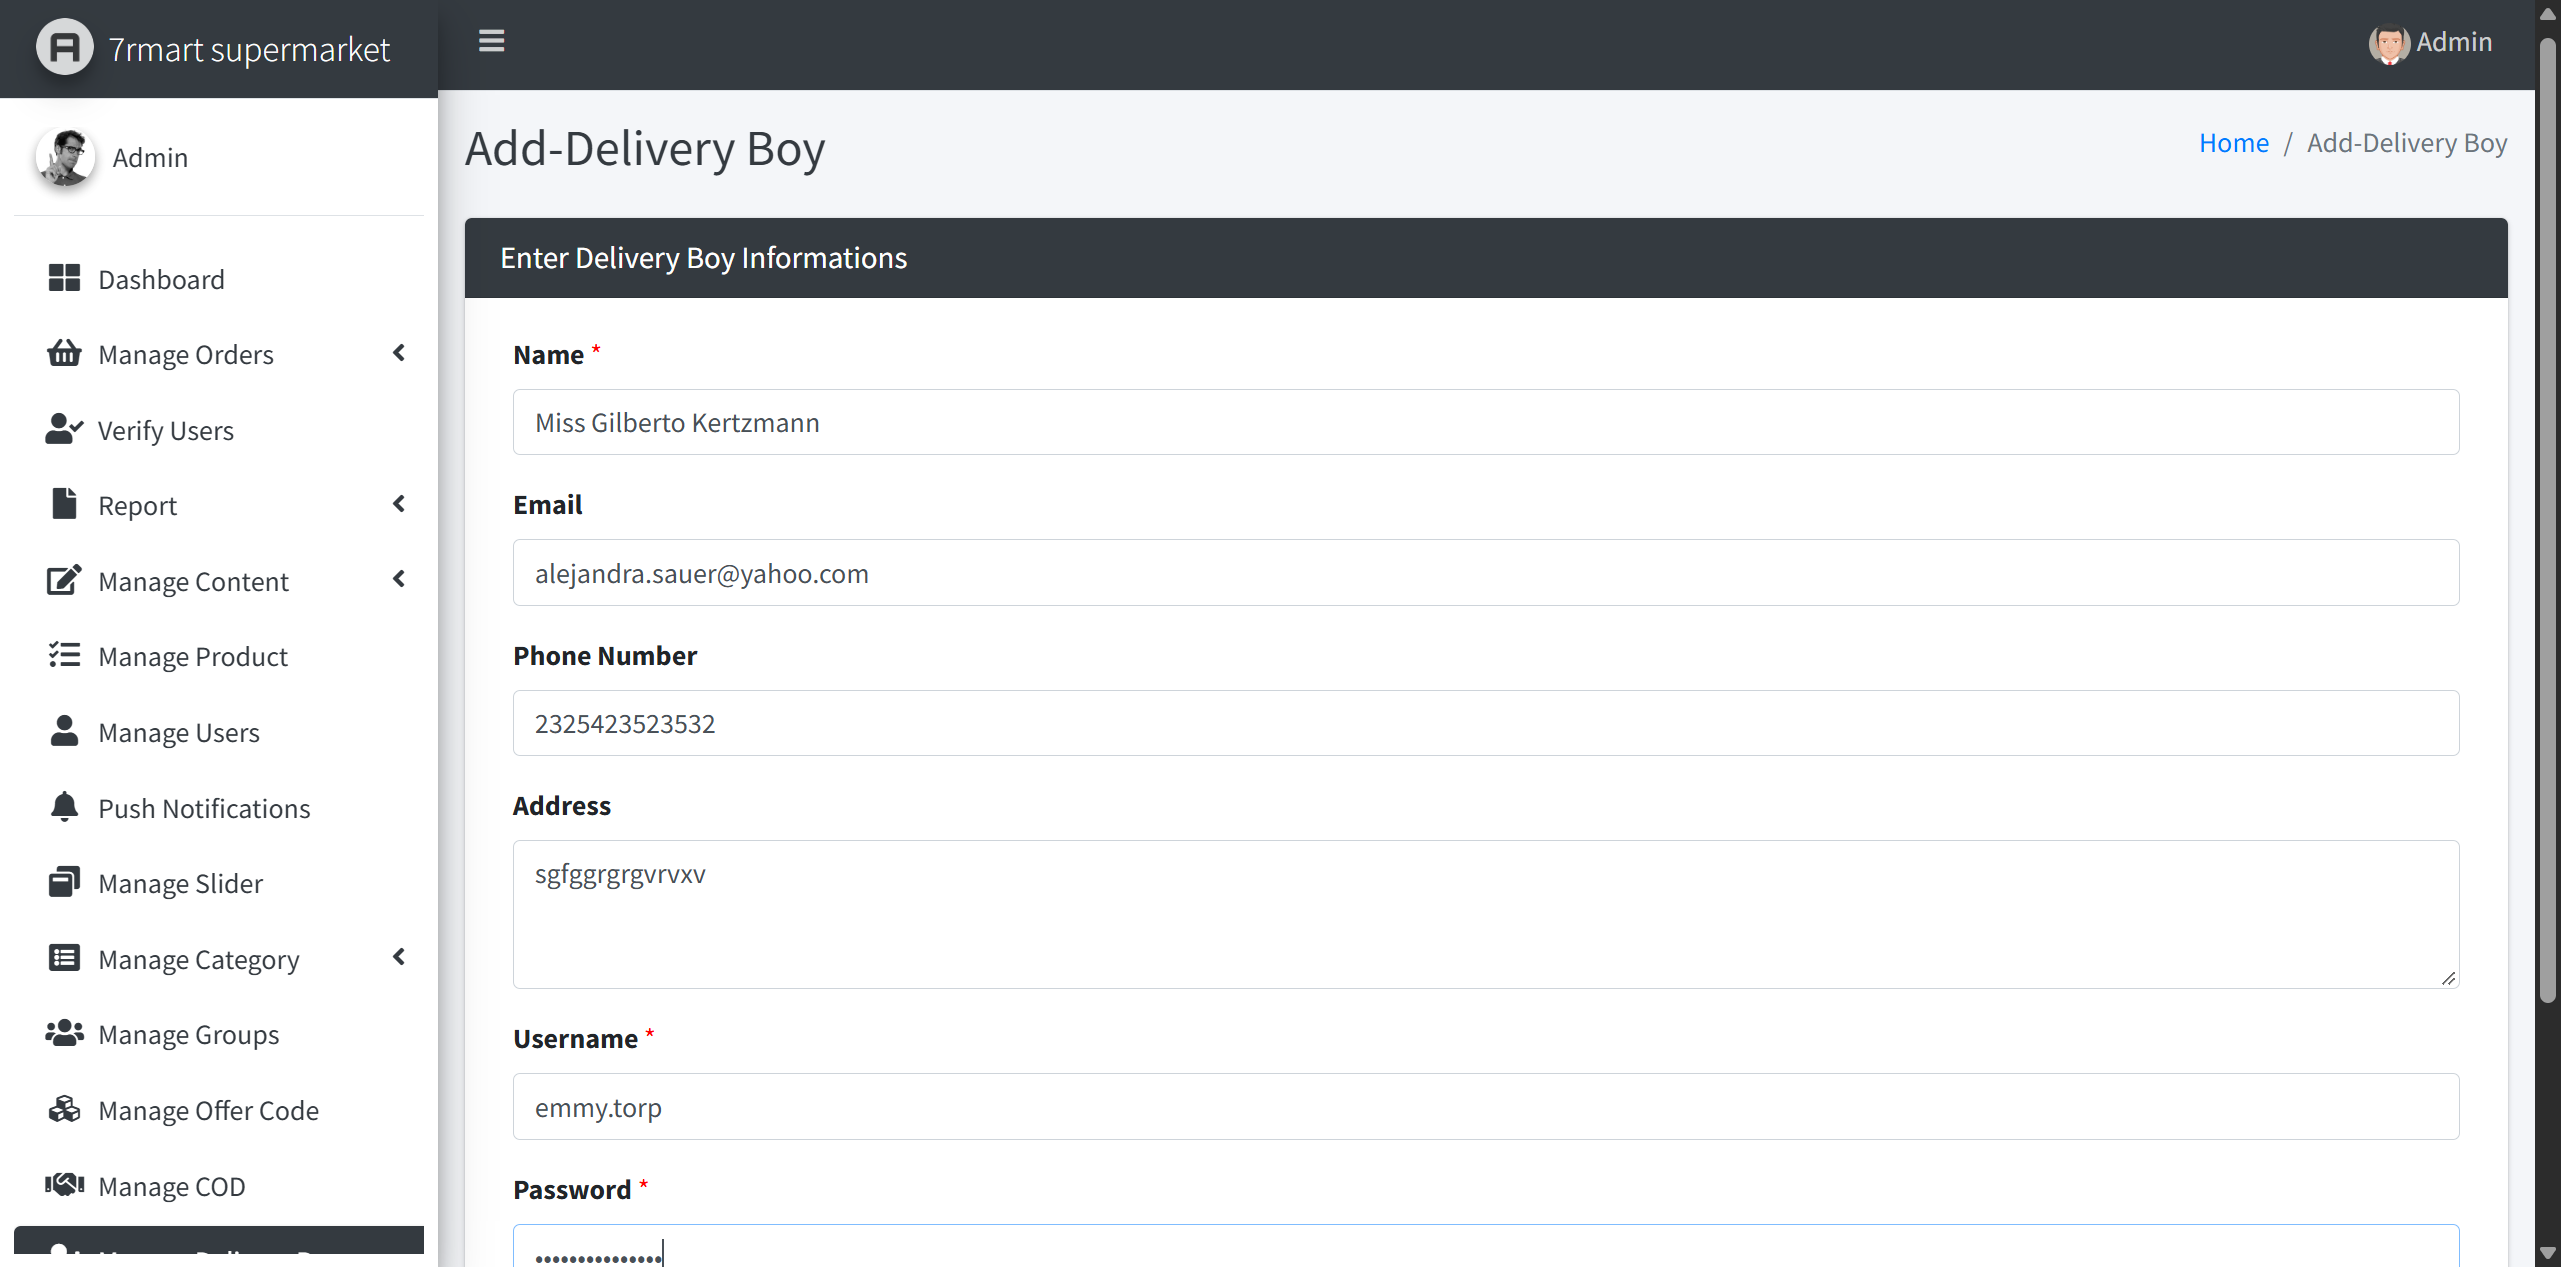 7rmart supermarket
Admin
Admin
Add-Delivery Boy
Home / Add-Delivery Boy
Dashboard
Manage Orders
Verify Users
Report
Manage Content
Manage Product
Manage Users
Push Notifications
Manage Slider
Manage Category
Manage Groups
Manage Offer Code
Manage COD
Enter Delivery Boy Informations
Name *
Miss Gilberto Kertzmann
Email
alejandra.sauer@yahoo.com
Phone Number
2325423523532
Address
sgfggrgrgvrvxv
Username *
emmy.torp
Password *